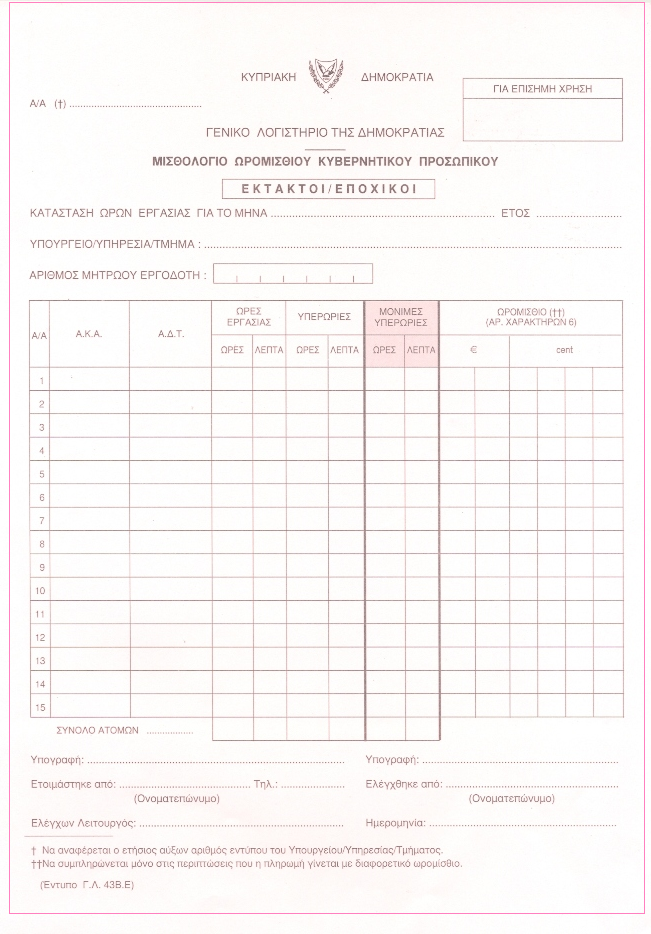 ΚΥΠΡΙΑΚΗ ΔΗΜΟΚΡΑΤΙΑ
Α/Α (†) ..........................................
ΓΙΑ ΕΠΙΣΗΜΗ ΧΡΗΣΗ
ΓΕΝΙΚΟ ΛΟΓΙΣΤΗΡΙΟ ΤΗΣ ΔΗΜΟΚΡΑΤΙΑΣ
ΜΙΣΘΟΛΟΓΙΟ ΩΡΟΜΙΣΘΙΟΥ ΚΥΒΕΡΝΗΤΙΚΟΥ ΠΡΟΣΩΠΙΚΟΥ
ΕΚΤΑΚΤΟΙ/ΕΠΟΧΙΚΟΙ
ΚΑΤΑΣΤΑΣΗ ΩΡΩΝ ΕΡΓΑΣΙΑΣ ΓΙΑ ΤΟ ΜΗΝΑ .......................................................... ΕΤΟΣ ..........................
ΥΠΟΥΡΓΕΙΟ/ΥΠΗΡΕΣΙΑ/ΤΜΗΜΑ : ..........................................................................................
ΑΡΙΘΜΟΣ ΜΗΤΡΩΟΥ ΕΡΓΟΔΟΤΗ :
Α/Α Α.Κ.Α. Α.Δ.Τ. ΩΡΕΣ ΕΡΓΑΣΙΑΣ ΥΠΕΡΩΡΙΕΣ ΜΟΝΙΜΕΣ ΥΠΕΡΩΡΙΕΣ ΩΡΟΜΙΣΘΙΟ (††) (ΑΡ. ΧΑΡΑΚΤΗΡΩΝ 6)
ΩΡΕΣ ΛΕΠΤΑ ΩΡΕΣ ΛΕΠΤΑ ΩΡΕΣ ΛΕΠΤΑ € cent
1
2
3
4
5
6
7
8
9
10
11
12
13
14
15
ΣΥΝΟΛΟ ΑΤΟΜΩΝ ................
Υπογραφή: .......................................................... Υπογραφή: ..........................................................
Ετοιμάστηκε από: ........................................ Τηλ.: .................... Ελέγχθηκε από: ....................................................
(Ονοματεπώνυμο) (Ονοματεπώνυμο)
Ελέγχων Λειτουργός: .................................................. Ημερομηνία: ..........................................................
† Να αναφέρεται ο ετήσιος αύξων αριθμός εντύπου του Υπουργείου/Υπηρεσίας/Τμήματος.
††Να συμπληρώνεται μόνο στις περιπτώσεις που η πληρωμή γίνεται με διαφορετικό ωρομίσθιο.
(Έντυπο Γ.Λ. 43Β.Ε)